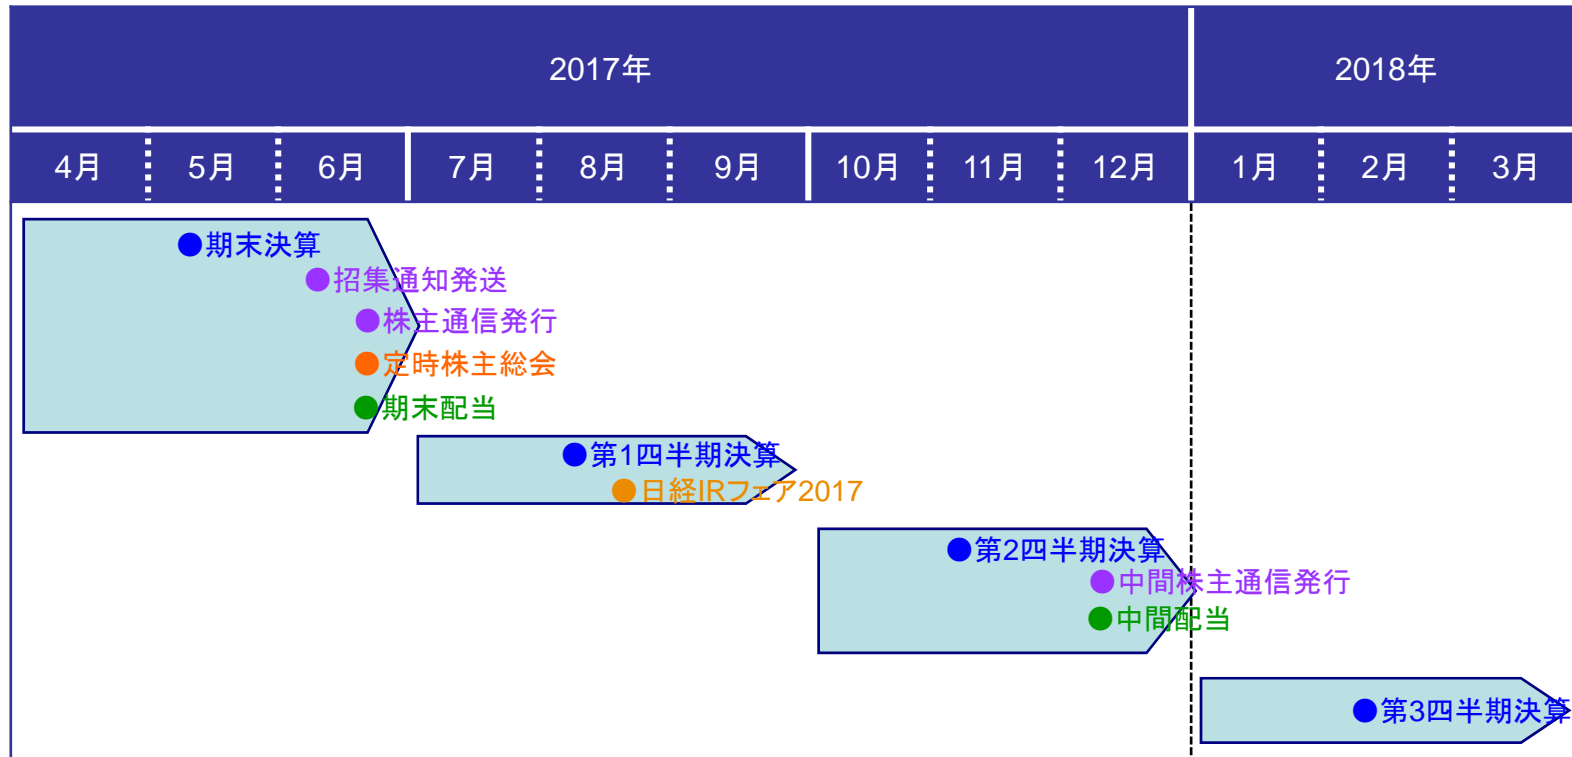 2017年 2018年
4月 5月 6月 7月 8月 9月 10月 11月 12月 1月 2月 3月
●期末決算
●招集通知発送
●株主通信発行
●定時株主総会
●期末配当
●第1四半期決算
●日経IRフェア2017
●第2四半期決算
●中間株主通信発行
●中間配当
●第3四半期決算